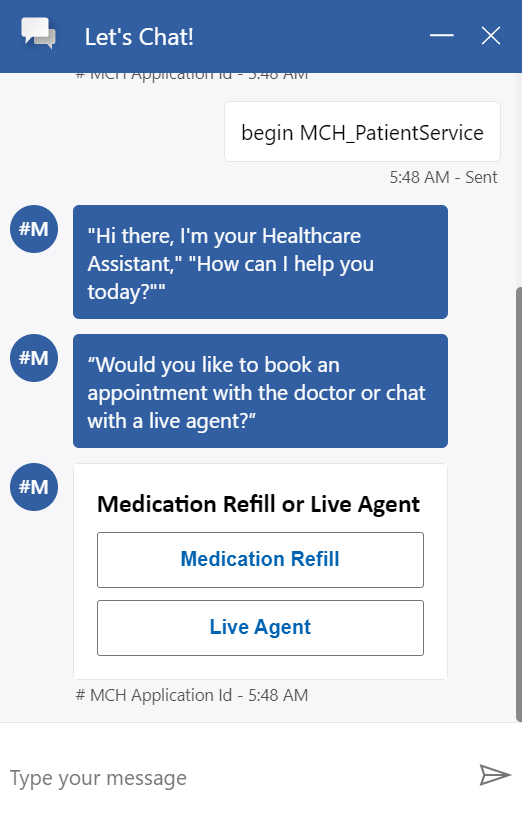 Let's Chat!
# MCH Application Id - 5:48 AM
begin MCH_PatientService
5:48 AM - Sent
#M
"Hi there, I'm your Healthcare
Assistant," "How can I help you
today?""
#M
“Would you like to book an
appointment with the doctor or chat
with a live agent?”
#M
Medication Refill or Live Agent
Medication Refill
Live Agent
# MCH Application Id - 5:48 AM
Type your message